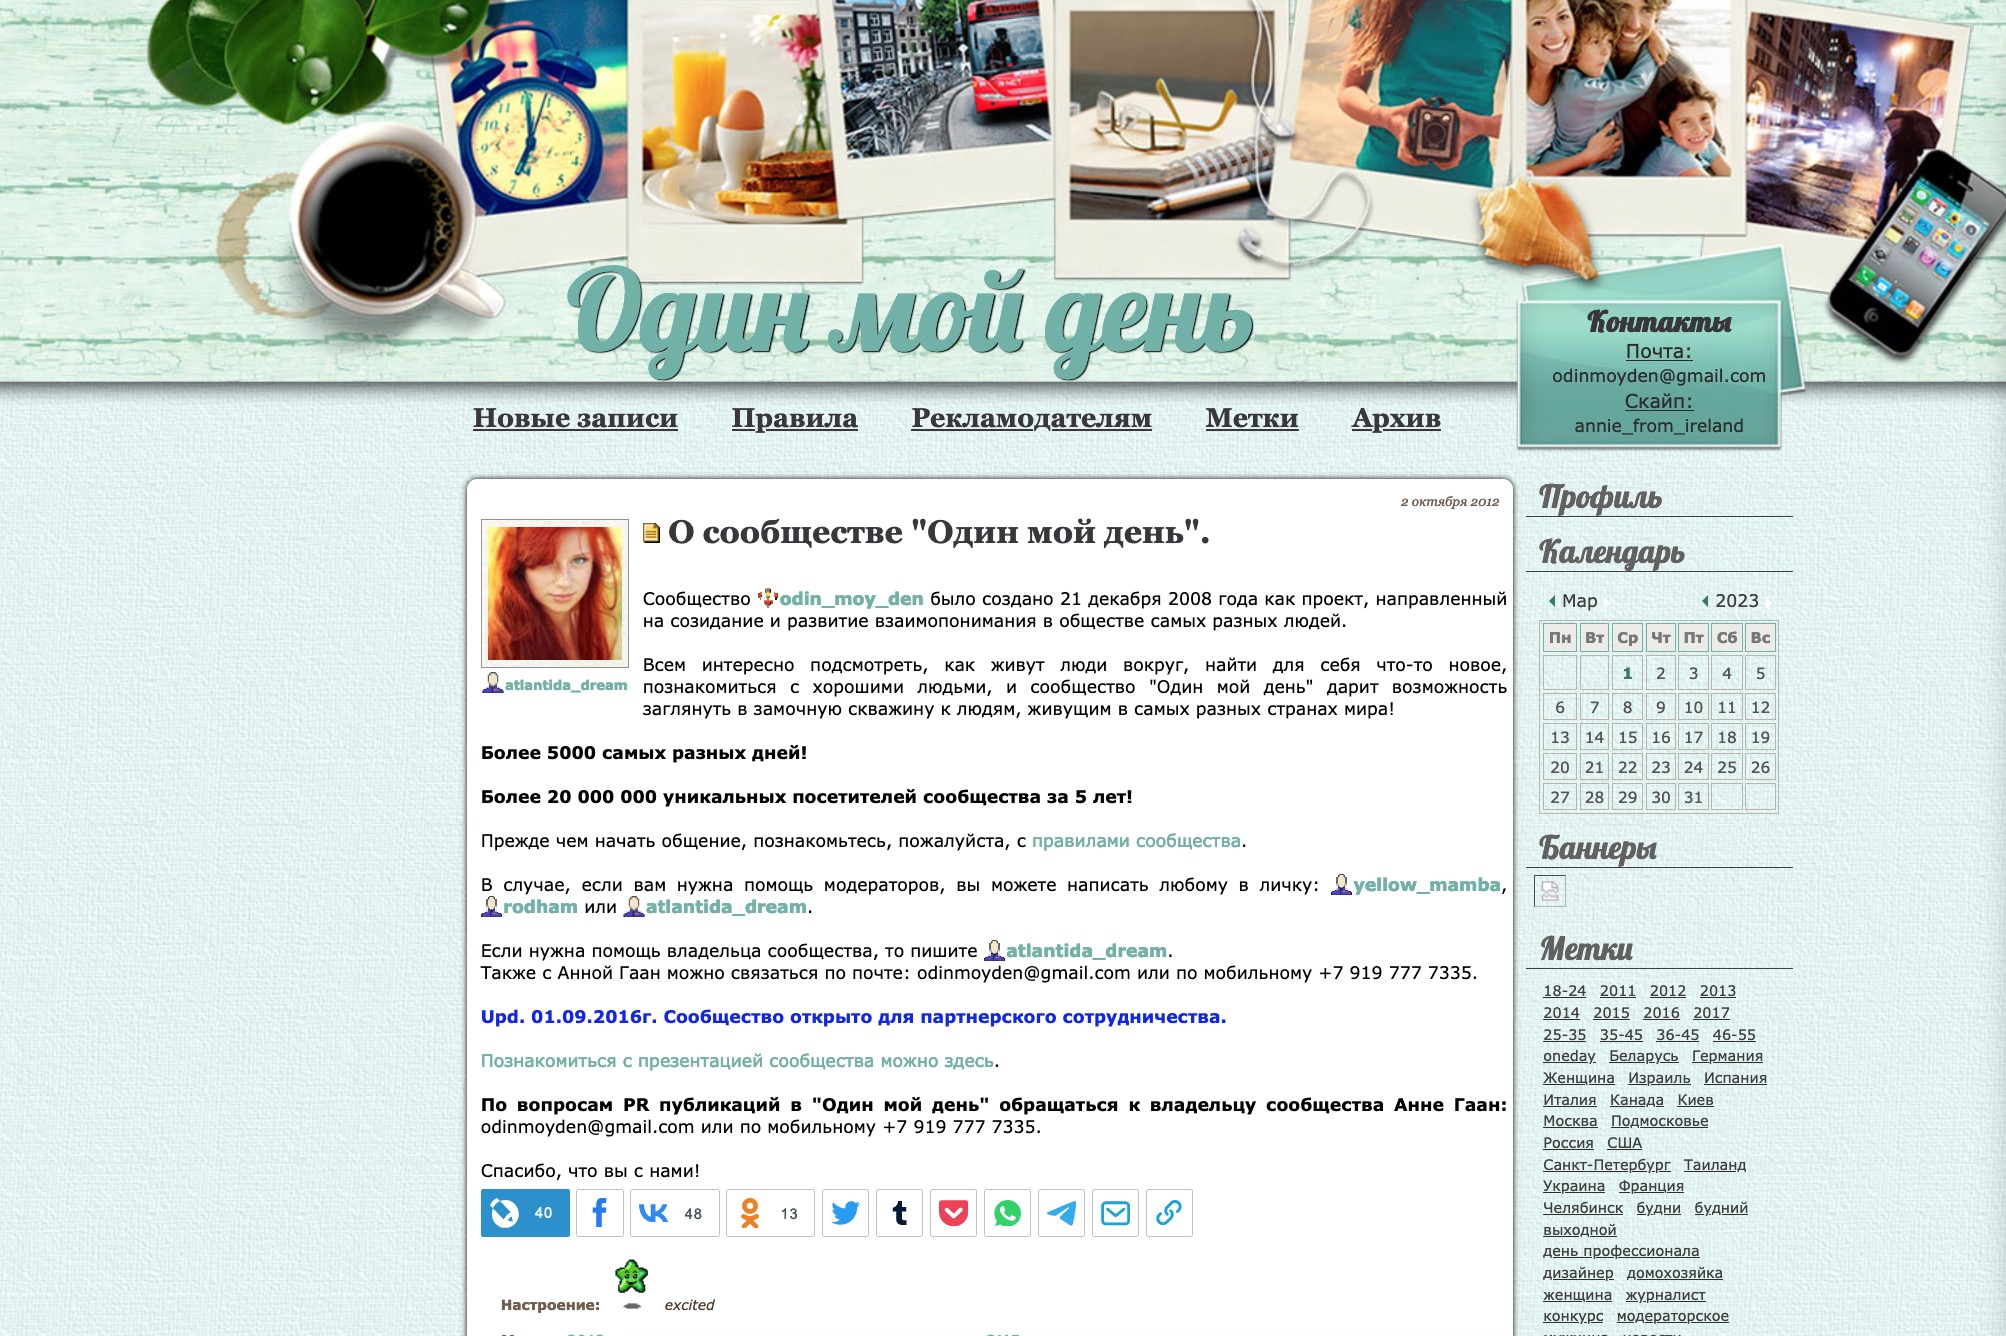 Один мой день
Контакты
Почта:
odinmoyden@gmail.com
Скайп:
annie_from_ireland
Новые записи Правила Рекламодателям Метки Архив
2 октября 2012
О сообществе "Один мой день".
atlantida_dream
Сообщество odin_moy_den было создано 21 декабря 2008 года как проект, направленный
на созидание и развитие взаимопонимания в обществе самых разных людей.
Всем интересно подсмотреть, как живут люди вокруг, найти для себя что-то новое,
познакомиться с хорошими людьми, и сообщество "Один мой день" дарит возможность
заглянуть в замочную скважину к людям, живущим в самых разных странах мира!
Более 5000 самых разных дней!
Более 20 000 000 уникальных посетителей сообщества за 5 лет!
Прежде чем начать общение, познакомьтесь, пожалуйста, с правилами сообщества.
В случае, если вам нужна помощь модераторов, вы можете написать любому в личку: yellow_mamba,
rodham или atlantida_dream.
Если нужна помощь владельца сообщества, то пишите atlantida_dream.
Также с Анной Гаан можно связаться по почте: odinmoyden@gmail.com или по мобильному +7 919 777 7335.
Upd. 01.09.2016г. Сообщество открыто для партнерского сотрудничества.
Познакомиться с презентацией сообщества можно здесь.
По вопросам PR публикаций в "Один мой день" обращаться к владельцу сообщества Анне Гаан:
odinmoyden@gmail.com или по мобильному +7 919 777 7335.
Спасибо, что вы с нами!
40 48 13
Настроение: excited
Профиль
Календарь
Мар 2023
Пн Вт Ср Чт Пт Сб Вс
1 2 3 4 5
6 7 8 9 10 11 12
13 14 15 16 17 18 19
20 21 22 23 24 25 26
27 28 29 30 31
Баннеры
Метки
18-24 2011 2012 2013
2014 2015 2016 2017
25-35 35-45 36-45 46-55
oneday Беларусь Германия
Женщина Израиль Испания
Италия Канада Киев
Москва Подмосковье
Россия США
Санкт-Петербург Таиланд
Украина Франция
Челябинск будни будний
выходной
день профессионала
дизайнер домохозяйка
женщина журналист
конкурс модераторское